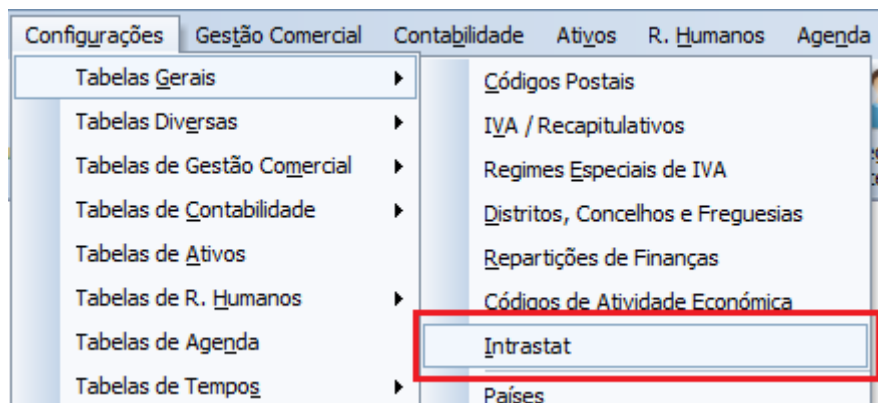 Configurações Gestão Comercial Contabilidade Ativos R. Humanos Agenda
Tabelas Gerais
Tabelas Diversas
Tabelas de Gestão Comercial
Tabelas de Contabilidade
Tabelas de Ativos
Tabelas de R. Humanos
Tabelas de Agenda
Tabelas de Tempos
Códigos Postais
IVA / Recapitulativos
Regimes Especiais de IVA
Distritos, Concelhos e Freguesias
Repartições de Finanças
Códigos de Atividade Económica
Intrastat
Países